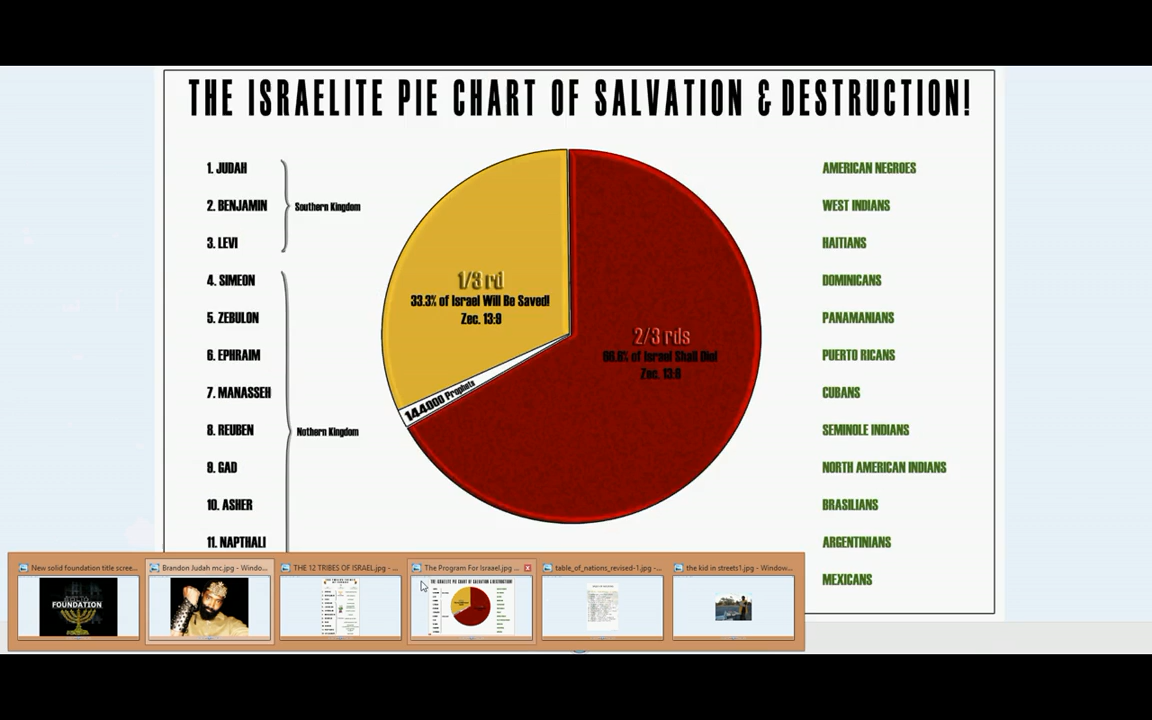 THE ISRAELITE PIE CHART OF SALVATION & DESTRUCTION!
1. JUDAH
2. BENJAMIN
3. LEVI
Southern Kingdom
4. SIMEON
5. ZEBULON
6. EPHRAIM
7. MANASSEH
8. REUBEN
9. GAD
10. ASHER
11. NAPTHALI
Nothern Kingdom
1/3 rd
33.3% of Israel Will Be Saved!
Zec. 13:9
144,000 Prophets
2/3 rds
66.6% of Israel Shall Die!
Zec. 13:8
AMERICAN NEGROES
WEST INDIANS
HAITIANS
DOMINICANS
PANAMANIANS
PUERTO RICANS
CUBANS
SEMINOLE INDIANS
NORTH AMERICAN INDIANS
BRASILIANS
ARGENTINIANS
MEXICANS
New solid foundation title scree...
Brandon Judah mc.jpg - Windo...
THE 12 TRIBES OF ISRAEL.jpg - ...
The Program For Israel.jpg ...
table_of_nations_revised-1.jpg -...
the kid in streets1.jpg - Window...
FOUNDATION